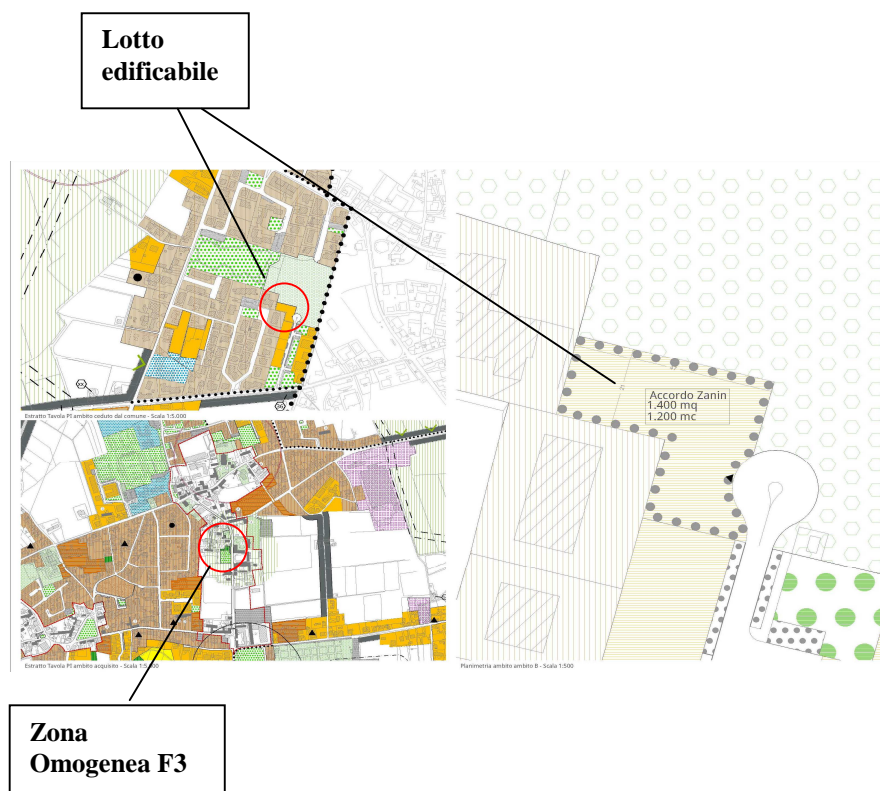 Lotto
edificabile
Estratto Tavola PI ambito ceduto dal comune - Scala 1:5.000
Accordo Zanin
1.400 mq
1.200 mc
Estratto Tavola PI ambito acquisito - Scala 1:5.000
Planimetria ambito ambito B - Scala 1:500
Zona
Omogenea F3